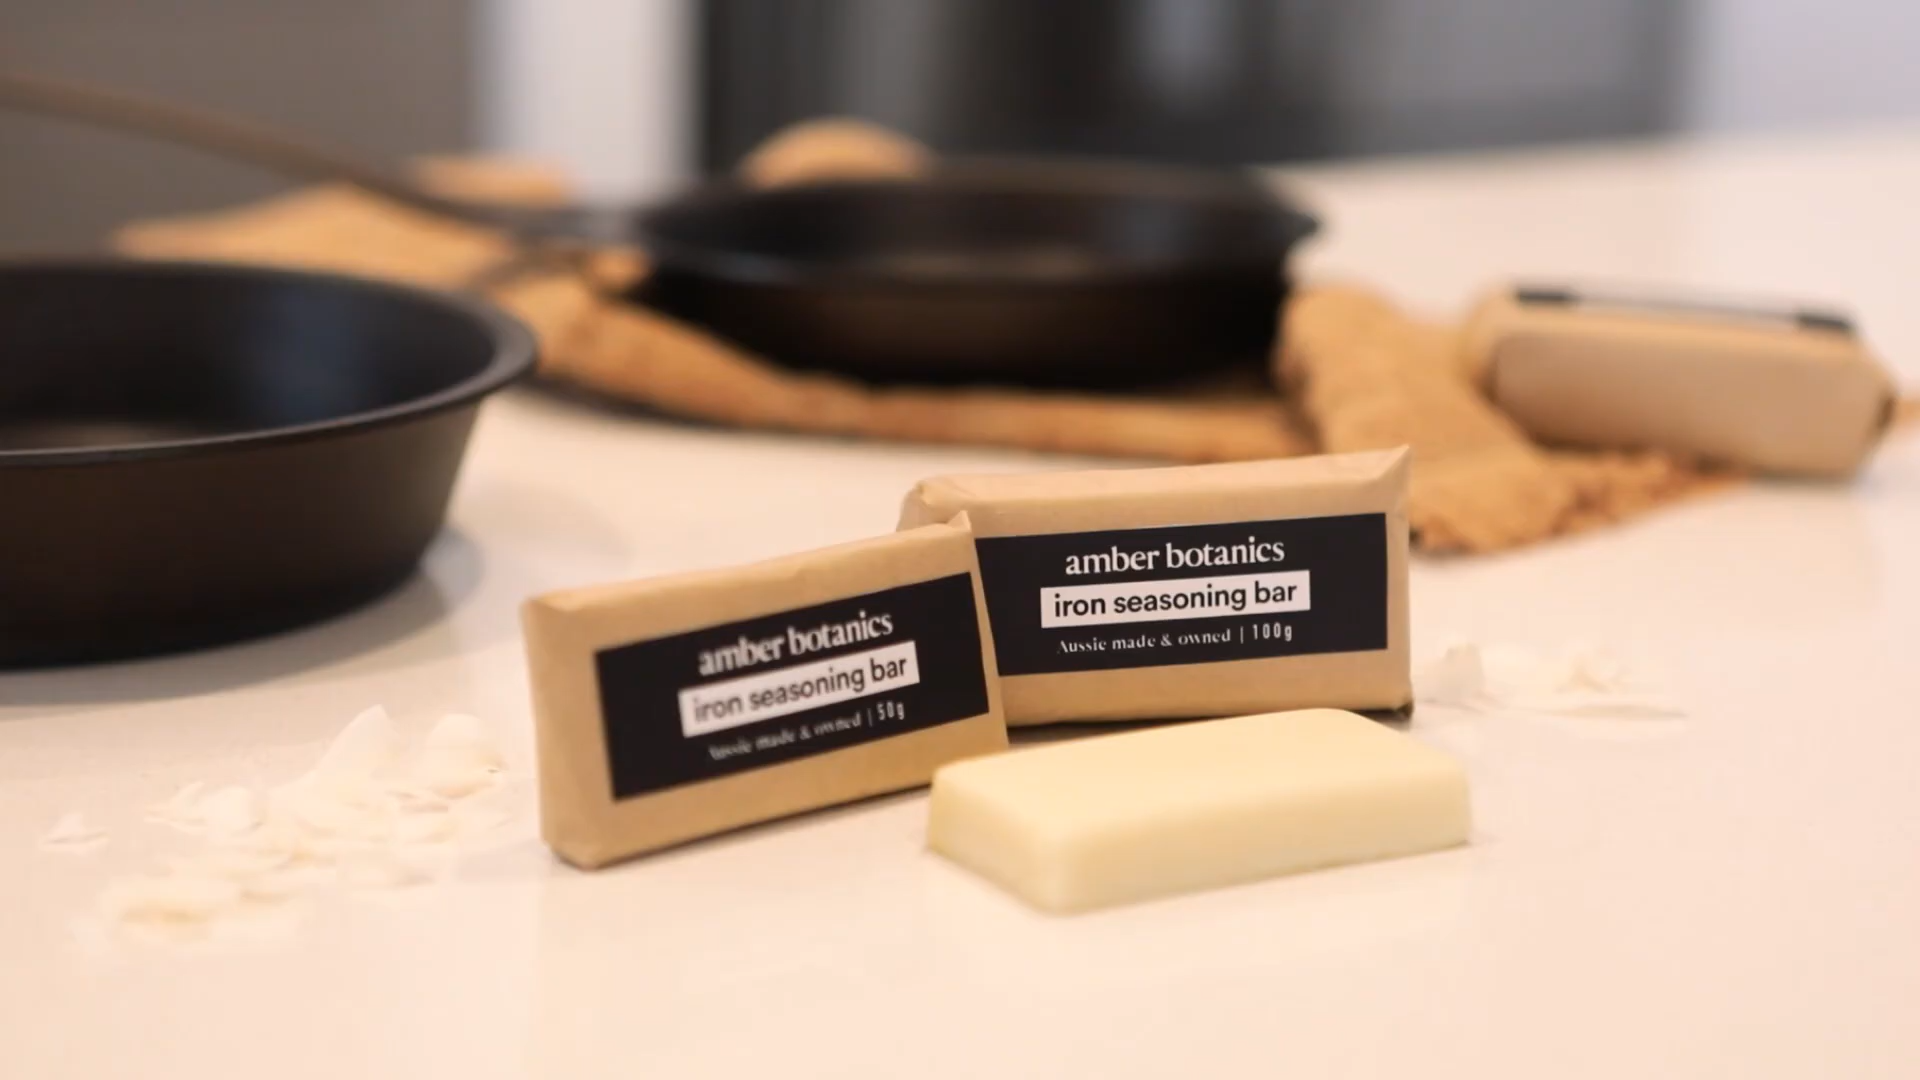 amber botanics
iron seasoning bar
Aussie made & owned | 50g
amber botanics
iron seasoning bar
Aussie made & owned | 100g